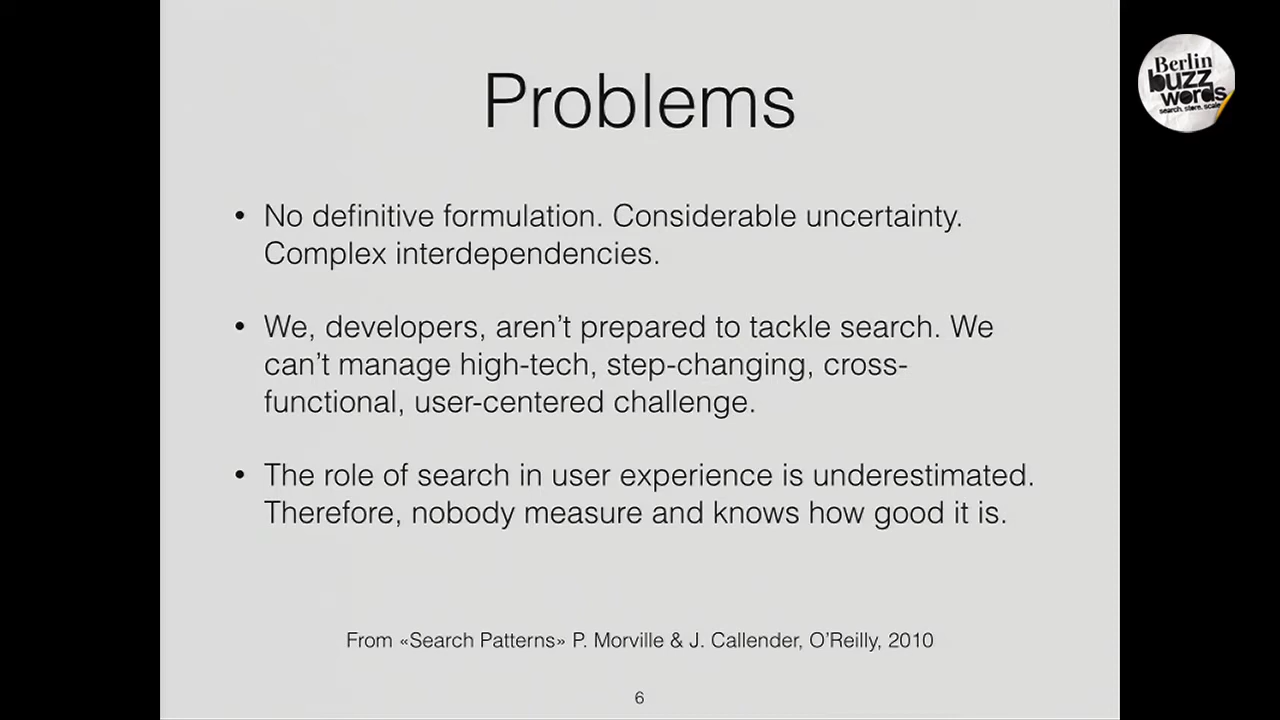 Problems
Berlin
buzz
words
search. store. scale
• No definitive formulation. Considerable uncertainty.
Complex interdependencies.
• We, developers, aren’t prepared to tackle search. We
can’t manage high-tech, step-changing, cross-
functional, user-centered challenge.
• The role of search in user experience is underestimated.
Therefore, nobody measure and knows how good it is.
From «Search Patterns» P. Morville & J. Callender, O’Reilly, 2010
6